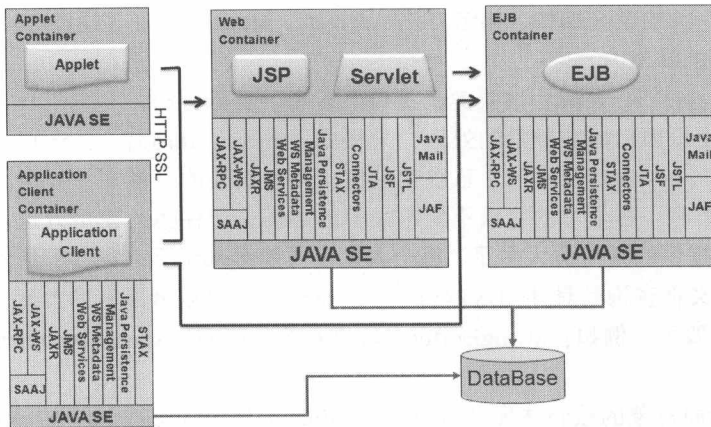 Applet
Container
Applet
JAVA SE
HTTP SSL
Application
Client
Container
Application
Client
JAX-RPC
JAX-WS
SAAJ
JAXR
JMS
Web Services
WS Metadata
Management
Java Persistence
STAX
JAVA SE
Web
Container
JSP
Servlet
JAX-RPC
JAX-WS
SAAJ
JAXR
JMS
Web Services
WS Metadata
Management
Java Persistence
STAX
Connectors
JTA
JSF
JSTL
Java
Mail
JAF
JAVA SE
EJB
Container
EJB
JAX-RPC
JAX-WS
SAAJ
JAXR
JMS
Web Services
WS Metadata
Management
Java Persistence
STAX
Connectors
JTA
JSF
JSTL
Java
Mail
JAF
JAVA SE
DataBase